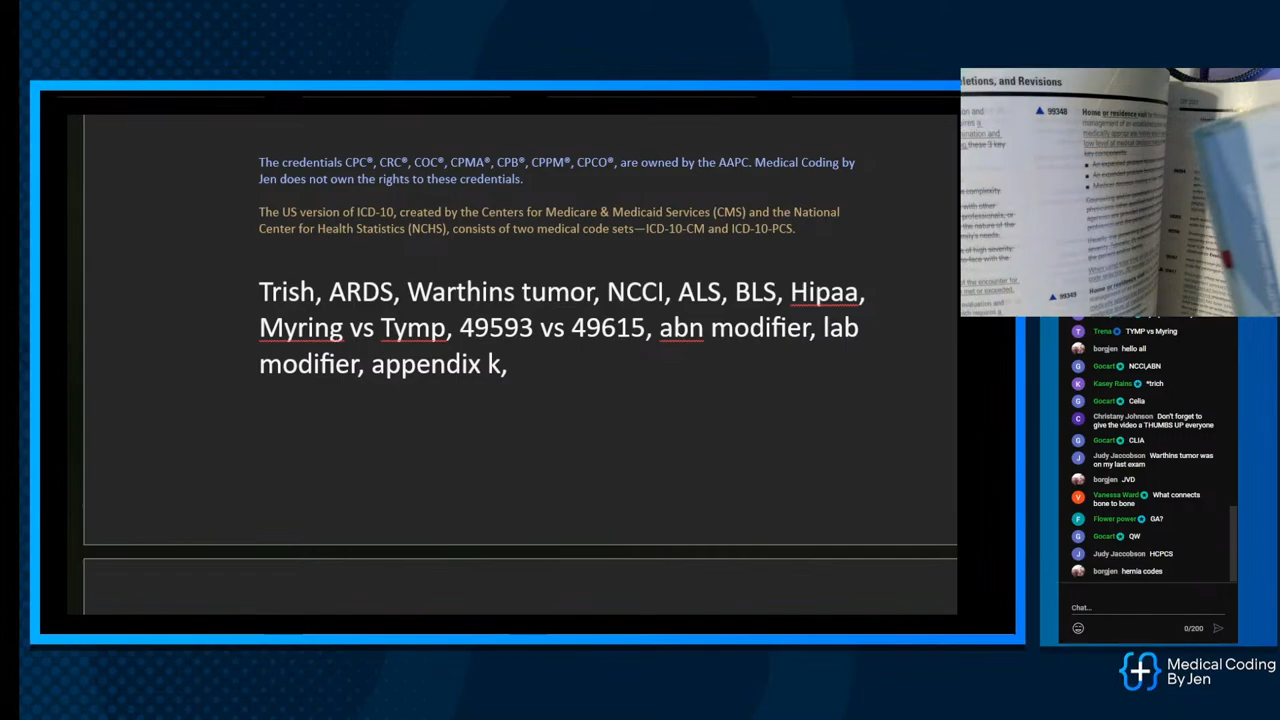 The credentials CPC®, CRC®, COC®, CPMA®, CPB®, CPPM®, CPCO®, are owned by the AAPC. Medical Coding by
Jen does not own the rights to these credentials.
The US version of ICD-10, created by the Centers for Medicare & Medicaid Services (CMS) and the National
Center for Health Statistics (NCHS), consists of two medical code sets—ICD-10-CM and ICD-10-PCS.
Trish, ARDS, Warthins tumor, NCCI, ALS, BLS, Hipaa,
Myring vs Tymp, 49593 vs 49615, abn modifier, lab
modifier, appendix k,
letions, and Revisions
▲ 99348
Home or residence visit
▲ 99349
Trena TYMP vs Myring
borgjen hello all
Gocart NCCI,ABN
Kasey Rains *trich
Gocart Celia
Christany Johnson Don't forget to
give the video a THUMBS UP everyone
Gocart CLIA
Judy Jaccobson Warthins tumor was
on my last exam
borgjen JVD
Vanessa Ward What connects
bone to bone
Flower power GA?
Gocart QW
Judy Jaccobson HCPCS
borgjen hernia codes
Chat...
0/200
Medical Coding
By Jen